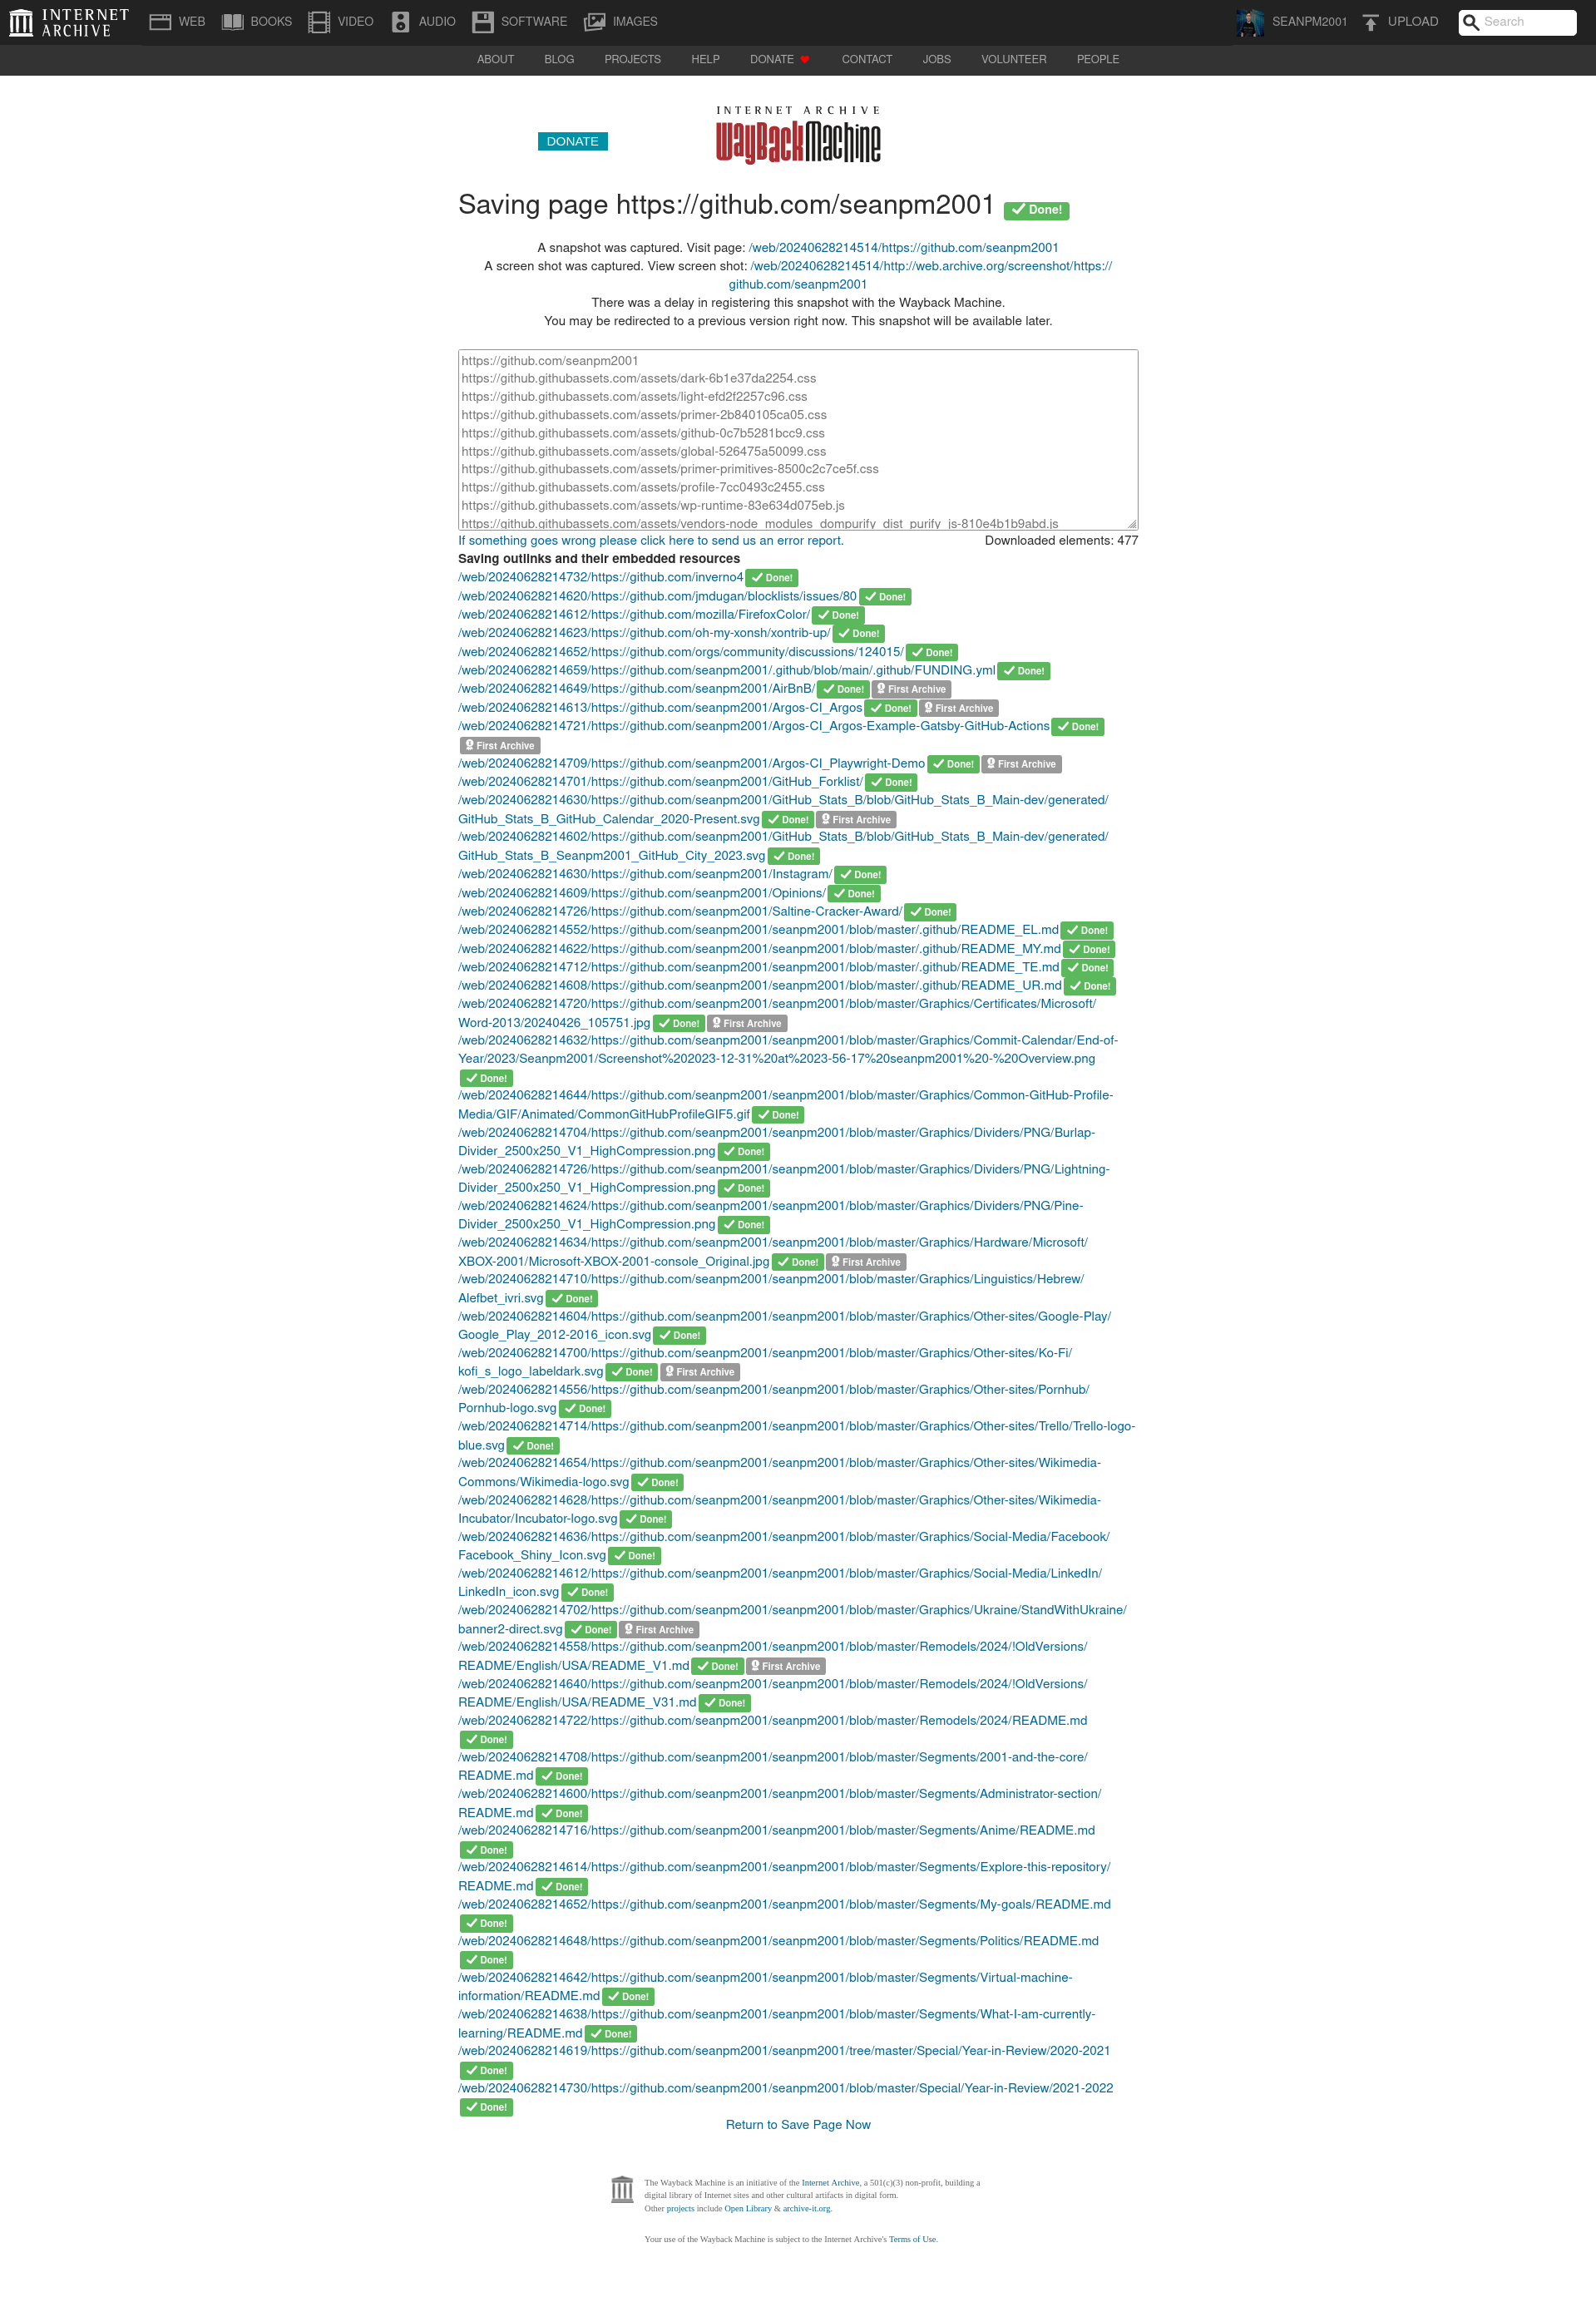 INTERNET ARCHIVE WEB BOOKS VIDEO AUDIO SOFTWARE IMAGES SEANPM2001 UPLOAD Search
ABOUT BLOG PROJECTS HELP DONATE CONTACT JOBS VOLUNTEER PEOPLE
DONATE
INTERNET ARCHIVE
WayBackMachine
Saving page https://github.com/seanpm2001 Done!
A snapshot was captured. Visit page: /web/20240628214514/https://github.com/seanpm2001
A screen shot was captured. View screen shot: /web/20240628214514/http://web.archive.org/screenshot/https://
github.com/seanpm2001
There was a delay in registering this snapshot with the Wayback Machine.
You may be redirected to a previous version right now. This snapshot will be available later.
https://github.com/seanpm2001
https://github.githubassets.com/assets/dark-6b1e37da2254.css
https://github.githubassets.com/assets/light-efd2f2257c96.css
https://github.githubassets.com/assets/primer-2b840105ca05.css
https://github.githubassets.com/assets/github-0c7b5281bcc9.css
https://github.githubassets.com/assets/global-526475a50099.css
https://github.githubassets.com/assets/primer-primitives-8500c2c7ce5f.css
https://github.githubassets.com/assets/profile-7cc0493c2455.css
https://github.githubassets.com/assets/wp-runtime-83e634d075eb.js
https://github.githubassets.com/assets/vendors-node_modules_dompurify_dist_purify_js-810e4b1b9abd.js
If something goes wrong please click here to send us an error report. Downloaded elements: 477
Saving outlinks and their embedded resources
/web/20240628214732/https://github.com/inverno4 Done!
/web/20240628214620/https://github.com/jmdugan/blocklists/issues/80 Done!
/web/20240628214612/https://github.com/mozilla/FirefoxColor/ Done!
/web/20240628214623/https://github.com/oh-my-xonsh/xontrib-up/ Done!
/web/20240628214652/https://github.com/orgs/community/discussions/124015/ Done!
/web/20240628214659/https://github.com/seanpm2001/.github/blob/main/.github/FUNDING.yml Done!
/web/20240628214649/https://github.com/seanpm2001/AirBnB/ Done! First Archive
/web/20240628214613/https://github.com/seanpm2001/Argos-CI_Argos Done! First Archive
/web/20240628214721/https://github.com/seanpm2001/Argos-CI_Argos-Example-Gatsby-GitHub-Actions Done!
First Archive
/web/20240628214709/https://github.com/seanpm2001/Argos-CI_Playwright-Demo Done! First Archive
/web/20240628214701/https://github.com/seanpm2001/GitHub_Forklist/ Done!
/web/20240628214630/https://github.com/seanpm2001/GitHub_Stats_B/blob/GitHub_Stats_B_Main-dev/generated/
GitHub_Stats_B_GitHub_Calendar_2020-Present.svg Done! First Archive
/web/20240628214602/https://github.com/seanpm2001/GitHub_Stats_B/blob/GitHub_Stats_B_Main-dev/generated/
GitHub_Stats_B_Seanpm2001_GitHub_City_2023.svg Done!
/web/20240628214630/https://github.com/seanpm2001/Instagram/ Done!
/web/20240628214609/https://github.com/seanpm2001/Opinions/ Done!
/web/20240628214726/https://github.com/seanpm2001/Saltine-Cracker-Award/ Done!
/web/20240628214552/https://github.com/seanpm2001/seanpm2001/blob/master/.github/README_EL.md Done!
/web/20240628214622/https://github.com/seanpm2001/seanpm2001/blob/master/.github/README_MY.md Done!
/web/20240628214712/https://github.com/seanpm2001/seanpm2001/blob/master/.github/README_TE.md Done!
/web/20240628214608/https://github.com/seanpm2001/seanpm2001/blob/master/.github/README_UR.md Done!
/web/20240628214720/https://github.com/seanpm2001/seanpm2001/blob/master/Graphics/Certificates/Microsoft/
Word-2013/20240426_105751.jpg Done! First Archive
/web/20240628214632/https://github.com/seanpm2001/seanpm2001/blob/master/Graphics/Commit-Calendar/End-of-
Year/2023/Seanpm2001/Screenshot%202023-12-31%20at%2023-56-17%20seanpm2001%20-%20Overview.png
Done!
/web/20240628214644/https://github.com/seanpm2001/seanpm2001/blob/master/Graphics/Common-GitHub-Profile-
Media/GIF/Animated/CommonGitHubProfileGIF5.gif Done!
/web/20240628214704/https://github.com/seanpm2001/seanpm2001/blob/master/Graphics/Dividers/PNG/Burlap-
Divider_2500x250_V1_HighCompression.png Done!
/web/20240628214726/https://github.com/seanpm2001/seanpm2001/blob/master/Graphics/Dividers/PNG/Lightning-
Divider_2500x250_V1_HighCompression.png Done!
/web/20240628214624/https://github.com/seanpm2001/seanpm2001/blob/master/Graphics/Dividers/PNG/Pine-
Divider_2500x250_V1_HighCompression.png Done!
/web/20240628214634/https://github.com/seanpm2001/seanpm2001/blob/master/Graphics/Hardware/Microsoft/
XBOX-2001/Microsoft-XBOX-2001-console_Original.jpg Done! First Archive
/web/20240628214710/https://github.com/seanpm2001/seanpm2001/blob/master/Graphics/Linguistics/Hebrew/
Alefbet_ivri.svg Done!
/web/20240628214604/https://github.com/seanpm2001/seanpm2001/blob/master/Graphics/Other-sites/Google-Play/
Google_Play_2012-2016_icon.svg Done!
/web/20240628214700/https://github.com/seanpm2001/seanpm2001/blob/master/Graphics/Other-sites/Ko-Fi/
kofi_s_logo_labeldark.svg Done! First Archive
/web/20240628214556/https://github.com/seanpm2001/seanpm2001/blob/master/Graphics/Other-sites/Pornhub/
Pornhub-logo.svg Done!
/web/20240628214714/https://github.com/seanpm2001/seanpm2001/blob/master/Graphics/Other-sites/Trello/Trello-logo-
blue.svg Done!
/web/20240628214654/https://github.com/seanpm2001/seanpm2001/blob/master/Graphics/Other-sites/Wikimedia-
Commons/Wikimedia-logo.svg Done!
/web/20240628214628/https://github.com/seanpm2001/seanpm2001/blob/master/Graphics/Other-sites/Wikimedia-
Incubator/Incubator-logo.svg Done!
/web/20240628214636/https://github.com/seanpm2001/seanpm2001/blob/master/Graphics/Social-Media/Facebook/
Facebook_Shiny_Icon.svg Done!
/web/20240628214612/https://github.com/seanpm2001/seanpm2001/blob/master/Graphics/Social-Media/LinkedIn/
LinkedIn_icon.svg Done!
/web/20240628214702/https://github.com/seanpm2001/seanpm2001/blob/master/Graphics/Ukraine/StandWithUkraine/
banner2-direct.svg Done! First Archive
/web/20240628214558/https://github.com/seanpm2001/seanpm2001/blob/master/Remodels/2024/!OldVersions/
README/English/USA/README_V1.md Done! First Archive
/web/20240628214640/https://github.com/seanpm2001/seanpm2001/blob/master/Remodels/2024/!OldVersions/
README/English/USA/README_V31.md Done!
/web/20240628214722/https://github.com/seanpm2001/seanpm2001/blob/master/Remodels/2024/README.md
Done!
/web/20240628214708/https://github.com/seanpm2001/seanpm2001/blob/master/Segments/2001-and-the-core/
README.md Done!
/web/20240628214600/https://github.com/seanpm2001/seanpm2001/blob/master/Segments/Administrator-section/
README.md Done!
/web/20240628214716/https://github.com/seanpm2001/seanpm2001/blob/master/Segments/Anime/README.md
Done!
/web/20240628214614/https://github.com/seanpm2001/seanpm2001/blob/master/Segments/Explore-this-repository/
README.md Done!
/web/20240628214652/https://github.com/seanpm2001/seanpm2001/blob/master/Segments/My-goals/README.md
Done!
/web/20240628214648/https://github.com/seanpm2001/seanpm2001/blob/master/Segments/Politics/README.md
Done!
/web/20240628214642/https://github.com/seanpm2001/seanpm2001/blob/master/Segments/Virtual-machine-
information/README.md Done!
/web/20240628214638/https://github.com/seanpm2001/seanpm2001/blob/master/Segments/What-I-am-currently-
learning/README.md Done!
/web/20240628214619/https://github.com/seanpm2001/seanpm2001/tree/master/Special/Year-in-Review/2020-2021
Done!
/web/20240628214730/https://github.com/seanpm2001/seanpm2001/blob/master/Special/Year-in-Review/2021-2022
Done!
Return to Save Page Now
The Wayback Machine is an initiative of the Internet Archive, a 501(c)(3) non-profit, building a
digital library of Internet sites and other cultural artifacts in digital form.
Other projects include Open Library & archive-it.org.
Your use of the Wayback Machine is subject to the Internet Archive's Terms of Use.